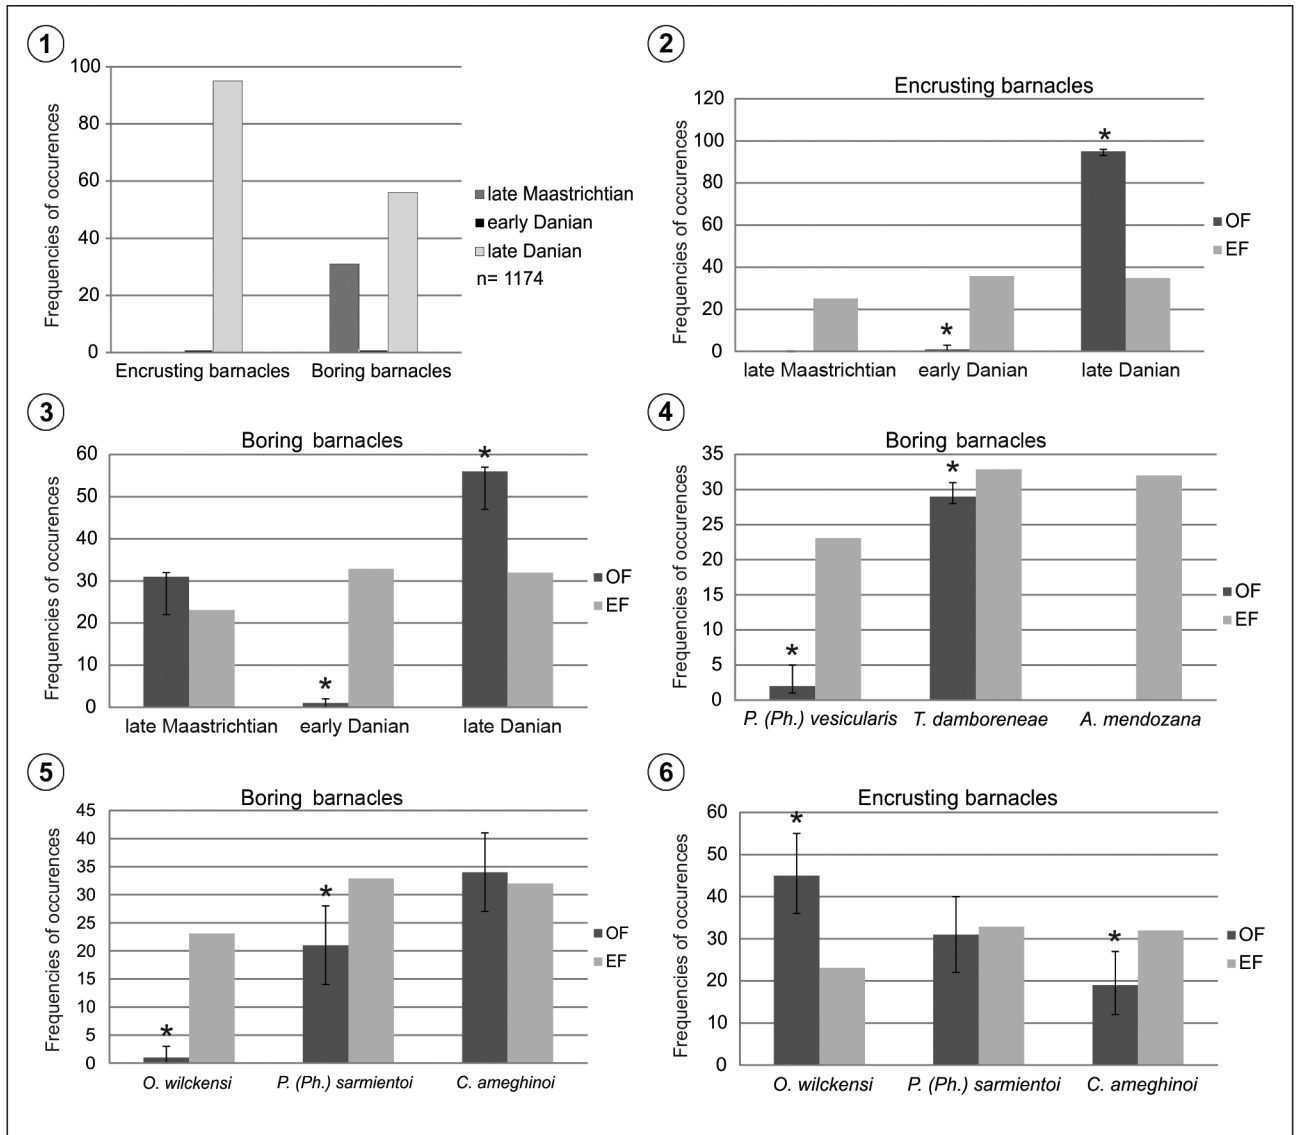 1
100
80
60
40
20
0
Frequencies of occurences
Encrusting barnacles
Boring barnacles
late Maastrichtian
early Danian
late Danian
n= 1174
2
Encrusting barnacles
120
100
80
60
40
20
0
Frequencies of occurences
*
*
late Maastrichtian
early Danian
late Danian
OF
EF
3
Boring barnacles
60
50
40
30
20
10
0
Frequencies of occurences
*
*
late Maastrichtian
early Danian
late Danian
OF
EF
4
Boring barnacles
35
30
25
20
15
10
5
0
Frequencies of occurences
*
*
P. (Ph.) vesicularis
T. damboreneae
A. mendozana
OF
EF
5
Boring barnacles
45
40
35
30
25
20
15
10
5
0
Frequencies of occurences
*
*
O. wilckensi
P. (Ph.) sarmientoi
C. ameghinoi
OF
EF
6
Encrusting barnacles
60
50
40
30
20
10
0
Frequencies of occurences
*
*
O. wilckensi
P. (Ph.) sarmientoi
C. ameghinoi
OF
EF